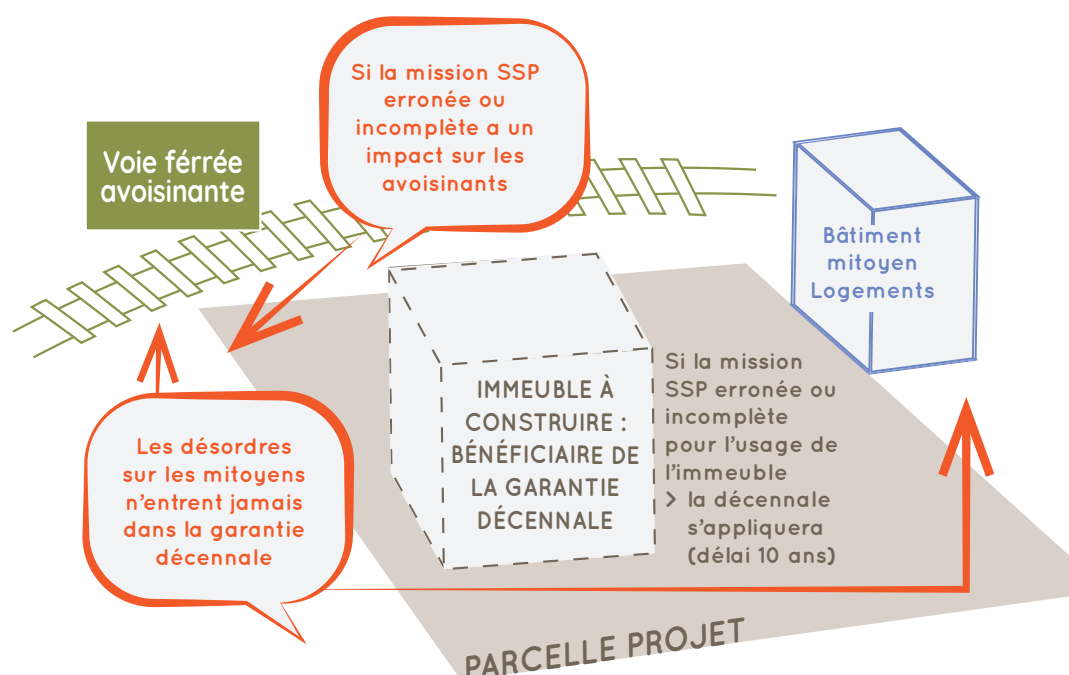 Si la mission SSP
erronée ou
incomplète a un
impact sur les
avoisinants
Voie férrée
avoisinante
Bâtiment
mitoyen
Logements
IMMEUBLE À
CONSTRUIRE :
BÉNÉFICIAIRE DE
LA GARANTIE
DÉCENNALE
Si la mission
SSP erronée ou
incomplète
pour l'usage de
l'immeuble
> la décennale
s'appliquera
(délai 10 ans)
Les désordres
sur les mitoyens
n'entrent jamais
dans la garantie
décennale
PARCELLE PROJET